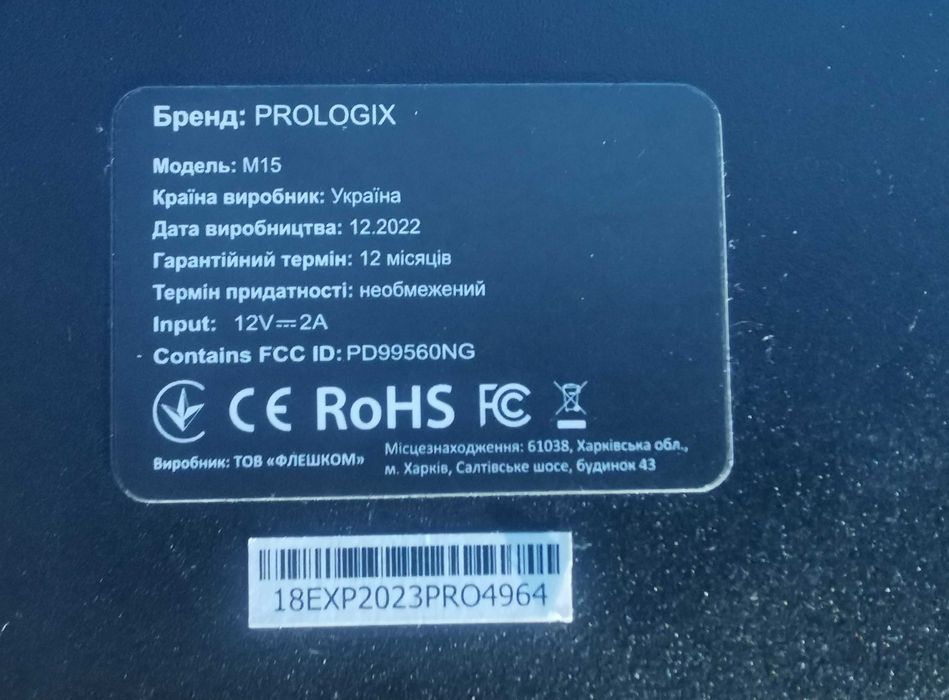 Бренд: PROLOGIX
Модель: M15
Країна виробник: Україна
Дата виробництва: 12.2022
Гарантійний термін: 12 місяців
Термін придатності: необмежений
Input: 12V⎓2A
Contains FCC ID: PD99560NG
CE RoHS FC
Виробник: ТОВ «ФЛЕШКОМ»
Місцезнаходження: 61038, Харківська обл.,
м. Харків, Салтівське шосе, будинок 43
18EXP2023PRO4964